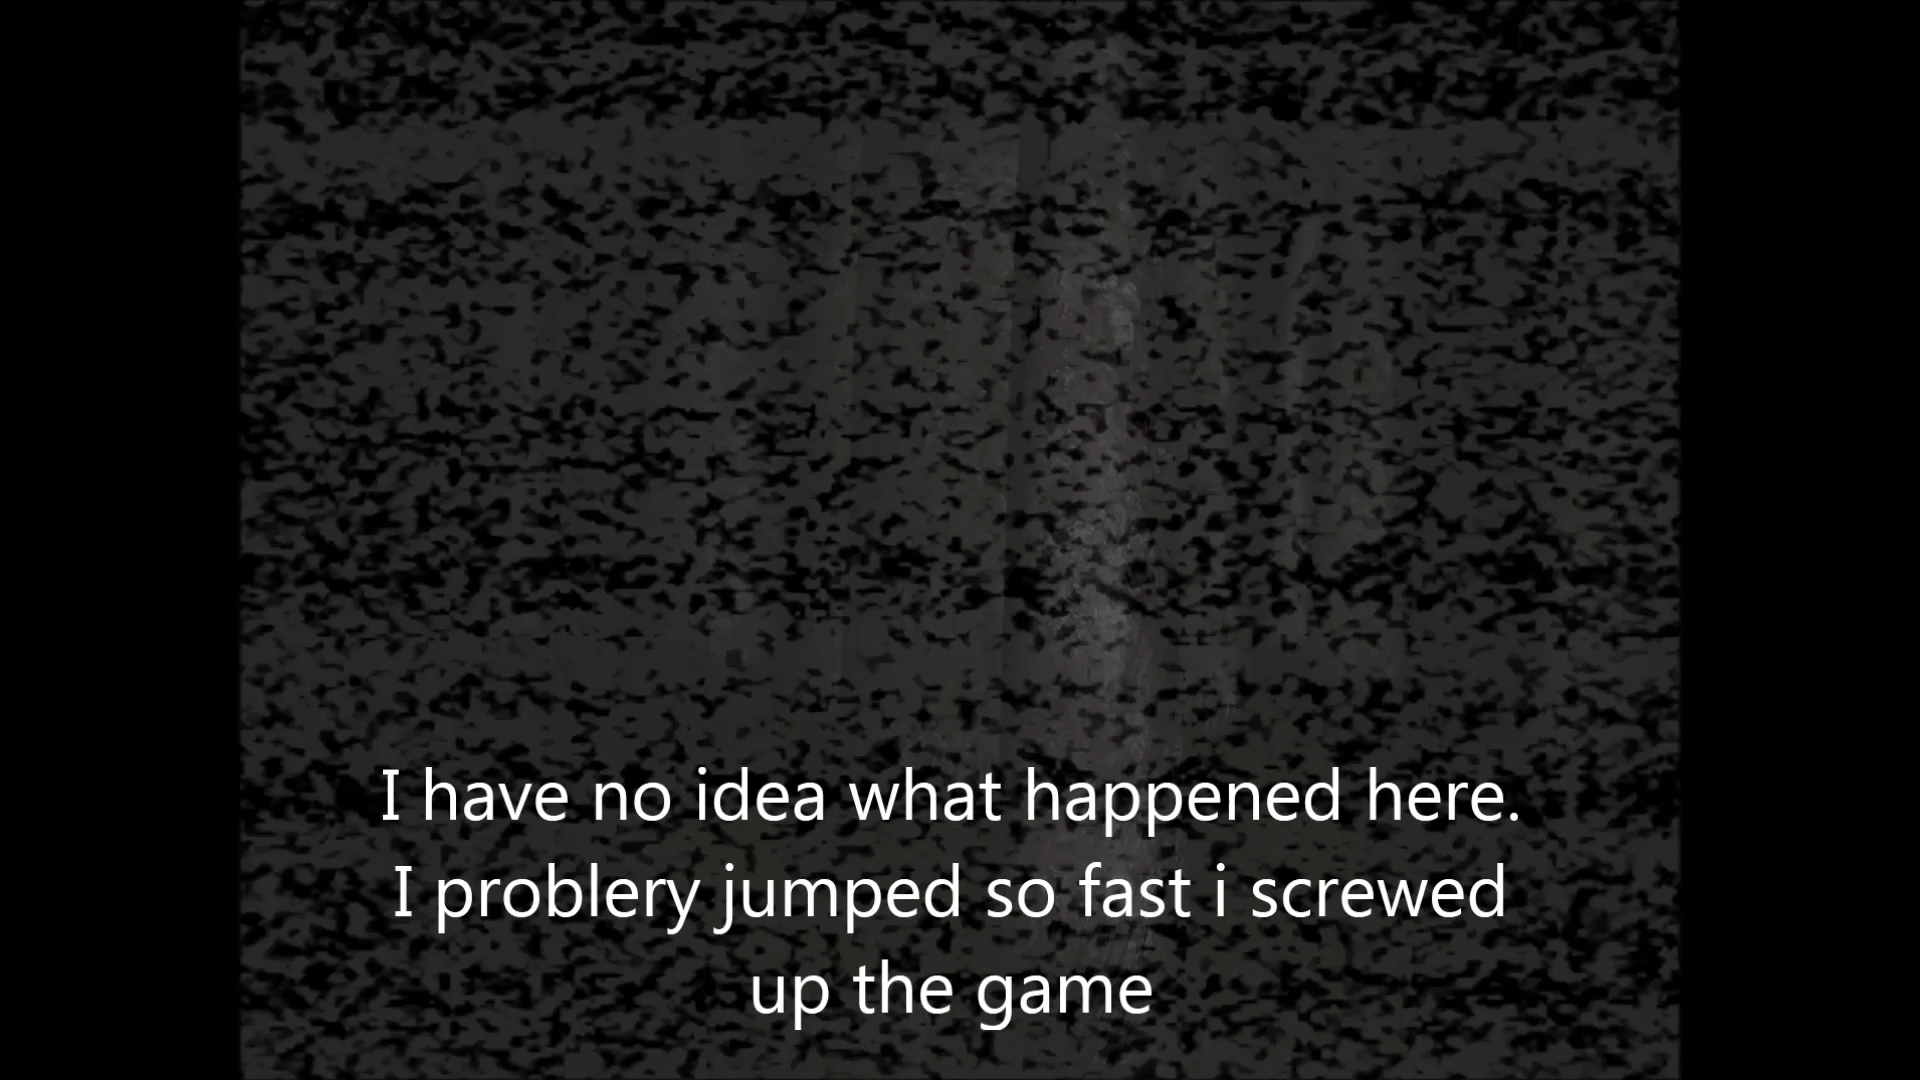 I have no idea what happened here.
I problery jumped so fast i screwed
up the game